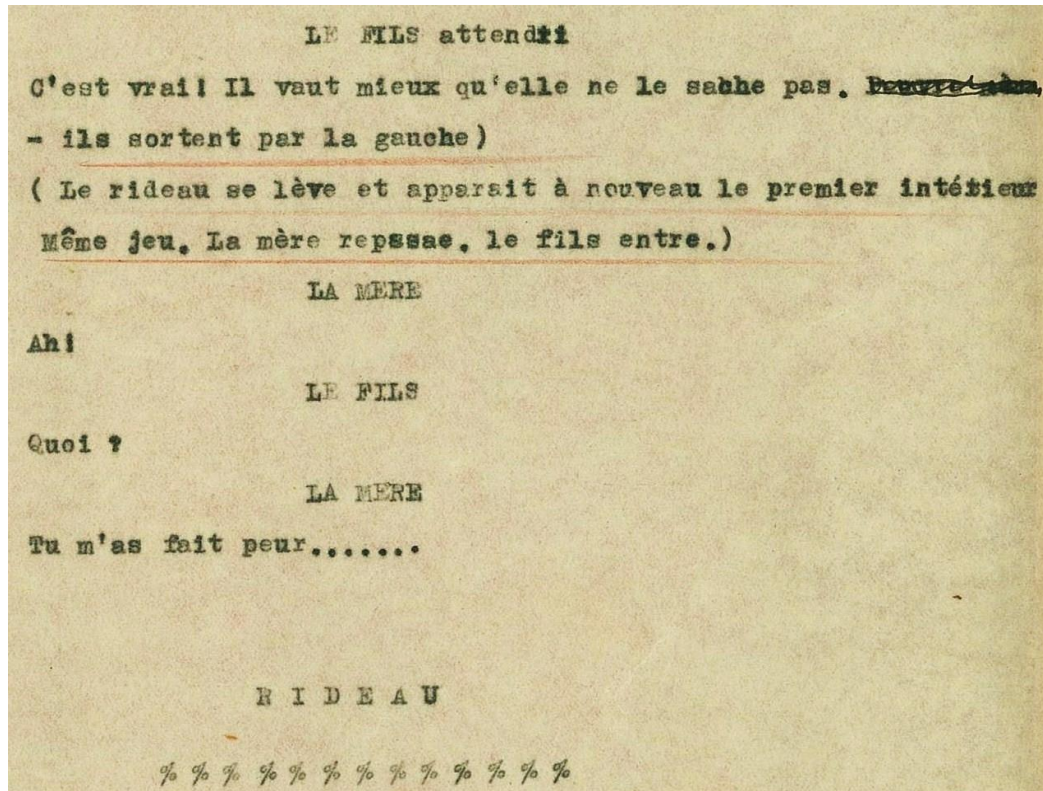 LE FILS attendii
C'est vrai! Il vaut mieux qu'elle ne le sache pas.
- ils sortent par la gauche)
( Le rideau se lève et apparait à nouveau le premier intérieur
Même jeu. La mère repssae. le fils entre.)
LA MERE
Ah!
LE FILS
Quoi ?
LA MERE
Tu m'as fait peur.......
R I D E A U
% % % % % % % % % % % % %